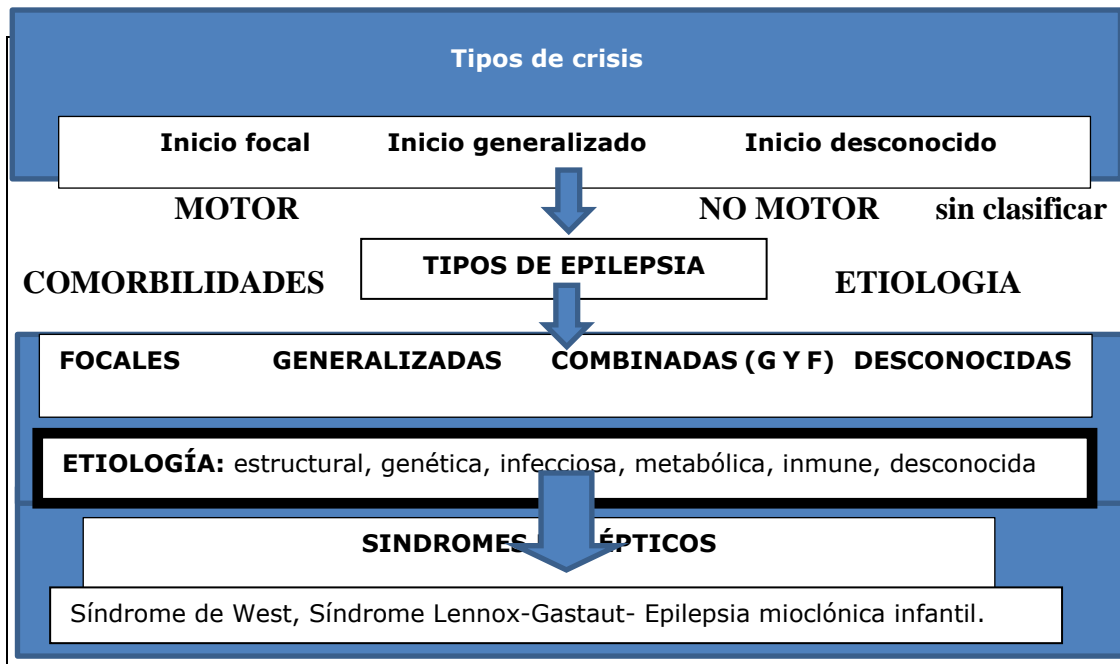 Tipos de crisis
Inicio focal Inicio generalizado Inicio desconocido
MOTOR NO MOTOR sin clasificar
TIPOS DE EPILEPSIA
COMORBILIDADES ETIOLOGIA
FOCALES GENERALIZADAS COMBINADAS (G Y F) DESCONOCIDAS
ETIOLOGÍA: estructural, genética, infecciosa, metabólica, inmune, desconocida
SINDROMES
Síndrome de West, Síndrome Lennox-Gastaut- Epilepsia mioclónica infantil.